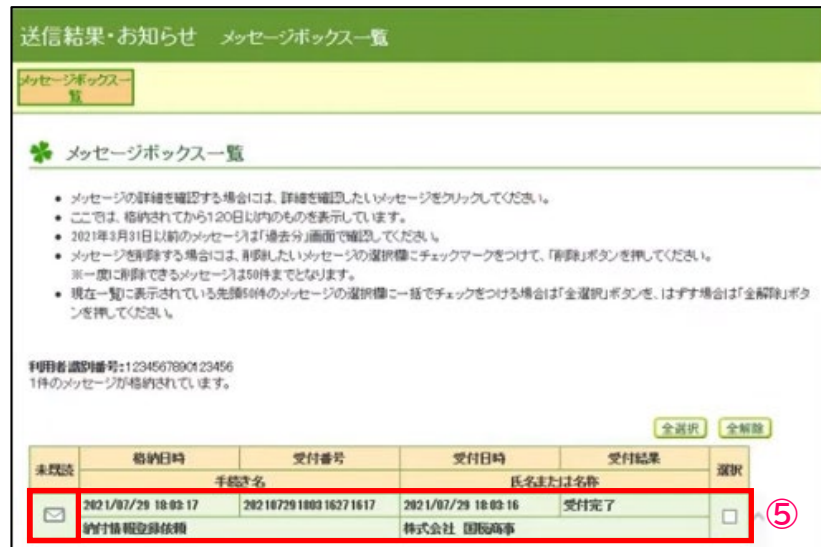 送信結果・お知らせ メッセージボックス一覧
メッセージボックス一
覧
メッセージボックス一覧
• メッセージの詳細を確認する場合には、詳細を確認したいメッセージをクリックしてください。
• ここでは、格納されてから120日以内のものを表示しています。
• 2021年3月31日以前のメッセージは「過去分」画面で確認してください。
• メッセージを削除する場合には、削除したいメッセージの選択欄にチェックマークをつけて、「削除」ボタンを押してください。
※一度に削除できるメッセージは50件までとなります。
• 現在一覧に表示されている先頭50件のメッセージの選択欄に一括でチェックをつける場合は「全選択」ボタンを、はずす場合は「全解除」ボタ
ンを押してください。
利用者識別番号:1234567890123456
1件のメッセージが格納されています。
全選択 全解除
未既読 格納日時 受付番号 受付日時 受付結果 選択
手続き名 氏名または名称
2021/07/29 18:03:17 20210729180316271617 2021/07/29 18:03:16 受付完了
納付情報登録依頼 株式会社 国税商事
⑤